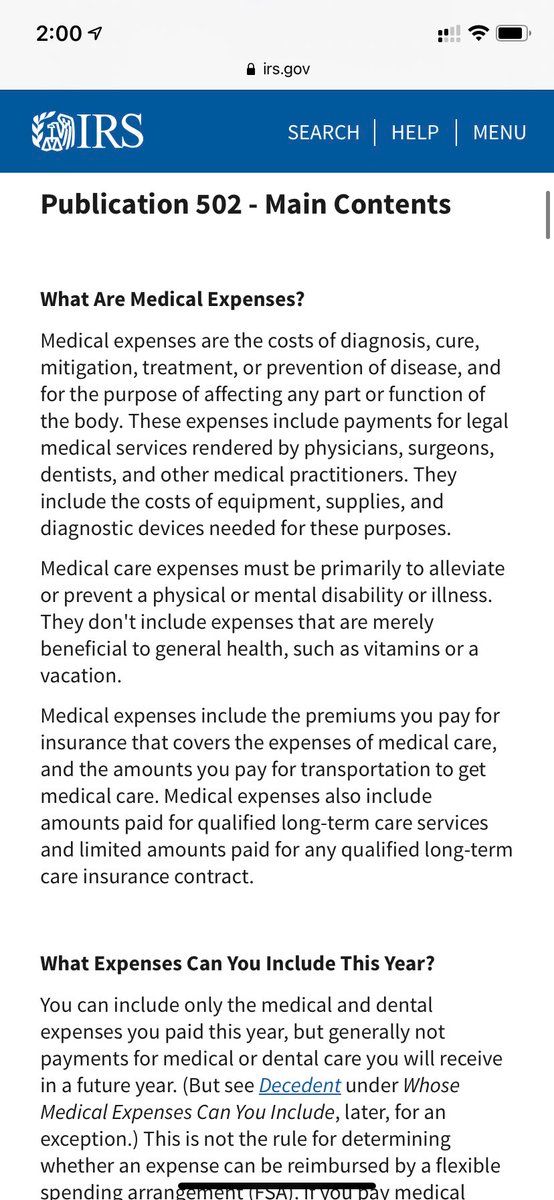 2:00
irs.gov
IRS
SEARCH | HELP | MENU
Publication 502 - Main Contents
What Are Medical Expenses?
Medical expenses are the costs of diagnosis, cure,
mitigation, treatment, or prevention of disease, and
for the purpose of affecting any part or function of
the body. These expenses include payments for legal
medical services rendered by physicians, surgeons,
dentists, and other medical practitioners. They
include the costs of equipment, supplies, and
diagnostic devices needed for these purposes.
Medical care expenses must be primarily to alleviate
or prevent a physical or mental disability or illness.
They don't include expenses that are merely
beneficial to general health, such as vitamins or a
vacation.
Medical expenses include the premiums you pay for
insurance that covers the expenses of medical care,
and the amounts you pay for transportation to get
medical care. Medical expenses also include
amounts paid for qualified long-term care services
and limited amounts paid for any qualified long-term
care insurance contract.
What Expenses Can You Include This Year?
You can include only the medical and dental
expenses you paid this year, but generally not
payments for medical or dental care you will receive
in a future year. (But see Decedent under Whose
Medical Expenses Can You Include, later, for an
exception.) This is not the rule for determining
whether an expense can be reimbursed by a flexible
spending arrangement (FSA). If you pay medical